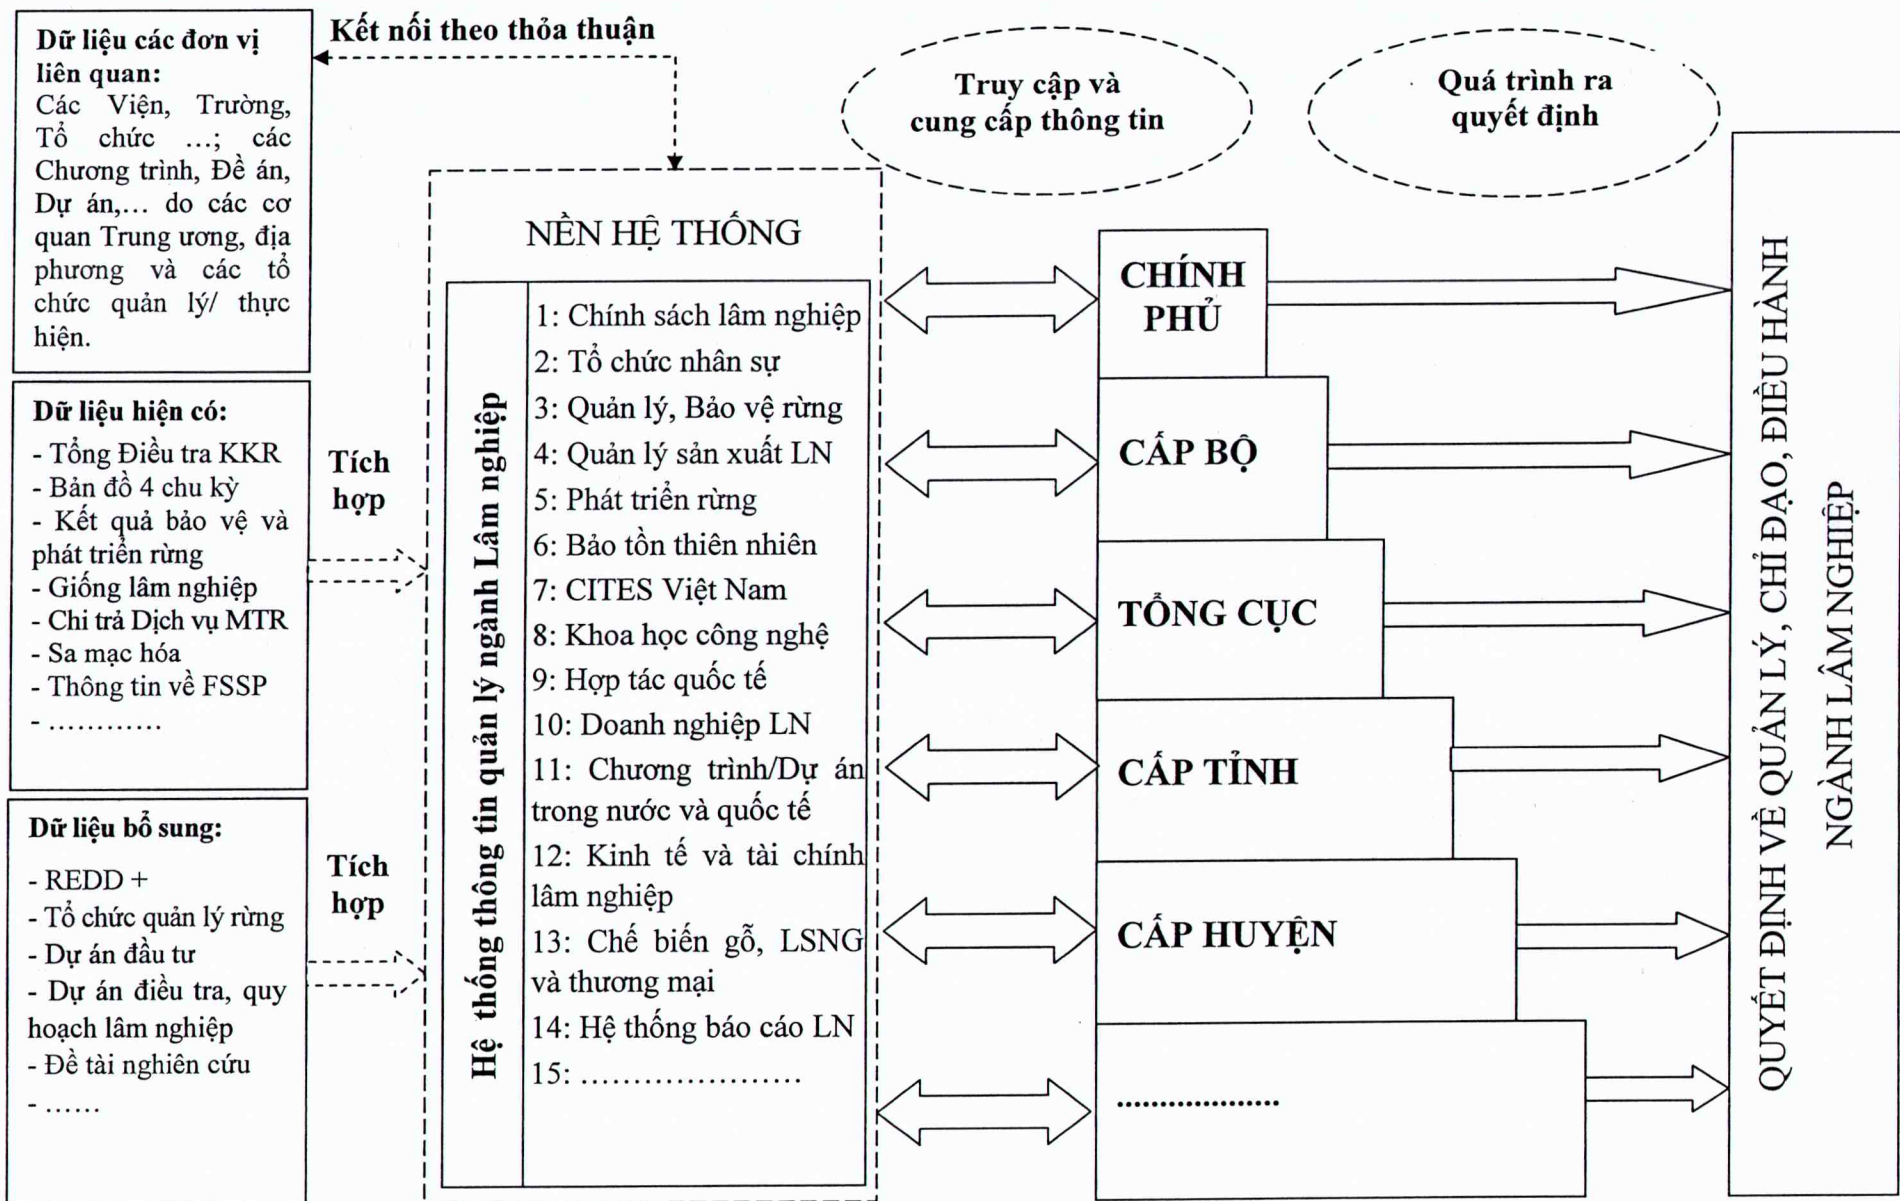 Dữ liệu các đơn vị
liên quan:
Các Viện, Trường,
Tổ chức ...; các
Chương trình, Đề án,
Dự án,... do các cơ
quan Trung ương, địa
phương và các tổ
chức quản lý/ thực
hiện.
Kết nối theo thỏa thuận
Dữ liệu hiện có:
- Tổng Điều tra KKR
- Bản đồ 4 chu kỳ
- Kết quả bảo vệ và
phát triển rừng
- Giống lâm nghiệp
- Chi trả Dịch vụ MTR
- Sa mạc hóa
- Thông tin về FSSP
- …………
Tích
hợp
Dữ liệu bổ sung:
- REDD +
- Tổ chức quản lý rừng
- Dự án đầu tư
- Dự án điều tra, quy
hoạch lâm nghiệp
- Đề tài nghiên cứu
- ……
Tích
hợp
NỀN HỆ THỐNG
Hệ thống thông tin quản lý ngành Lâm nghiệp
1: Chính sách lâm nghiệp
2: Tổ chức nhân sự
3: Quản lý, Bảo vệ rừng
4: Quản lý sản xuất LN
5: Phát triển rừng
6: Bảo tồn thiên nhiên
7: CITES Việt Nam
8: Khoa học công nghệ
9: Hợp tác quốc tế
10: Doanh nghiệp LN
11: Chương trình/Dự án
trong nước và quốc tế
12: Kinh tế và tài chính
lâm nghiệp
13: Chế biến gỗ, LSNG
và thương mại
14: Hệ thống báo cáo LN
15: …………………
Truy cập và
cung cấp thông tin
Quá trình ra
quyết định
CHÍNH
PHỦ
CẤP BỘ
TỔNG CỤC
CẤP TỈNH
CẤP HUYỆN
...................
QUYẾT ĐỊNH VỀ QUẢN LÝ, CHỈ ĐẠO, ĐIỀU HÀNH
NGÀNH LÂM NGHIỆP